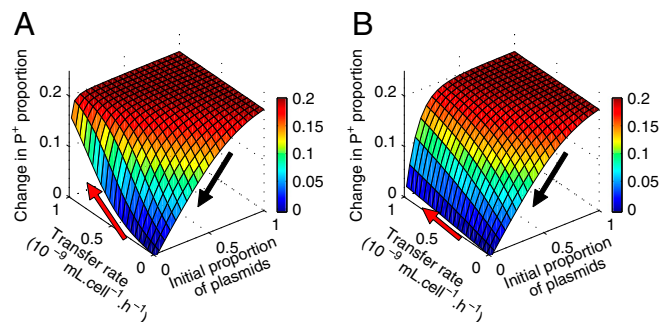 A
Change in P+ proportion
0.2
0.1
0
1
0.5
0
Transfer rate
(10−9 mL.cell−1.h−1)
0
0.5
1
Initial proportion
of plasmids
0.2
0.15
0.1
0.05
0
B
Change in P+ proportion
0.2
0.1
0
1
0.5
0
Transfer rate
(10−9 mL.cell−1.h−1)
0
0.5
1
Initial proportion
of plasmids
0.2
0.15
0.1
0.05
0